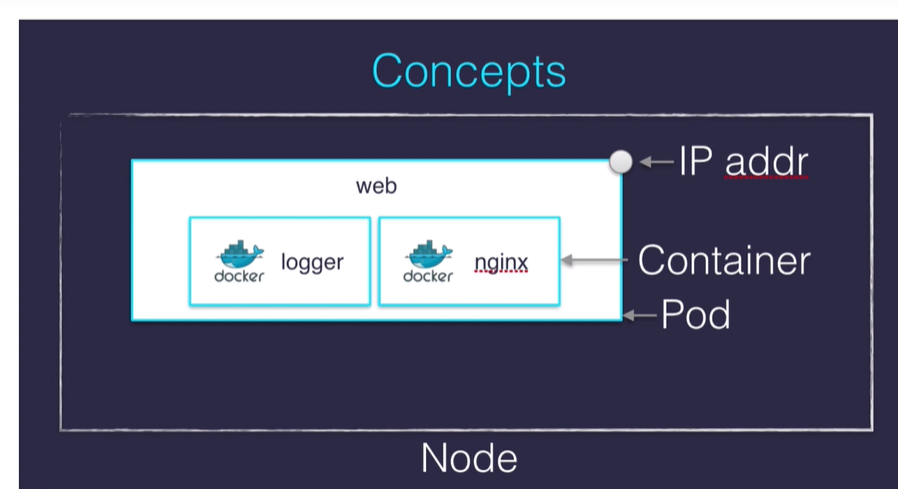 Concepts
IP addr
web
docker logger
docker nginx
Container
Pod
Node